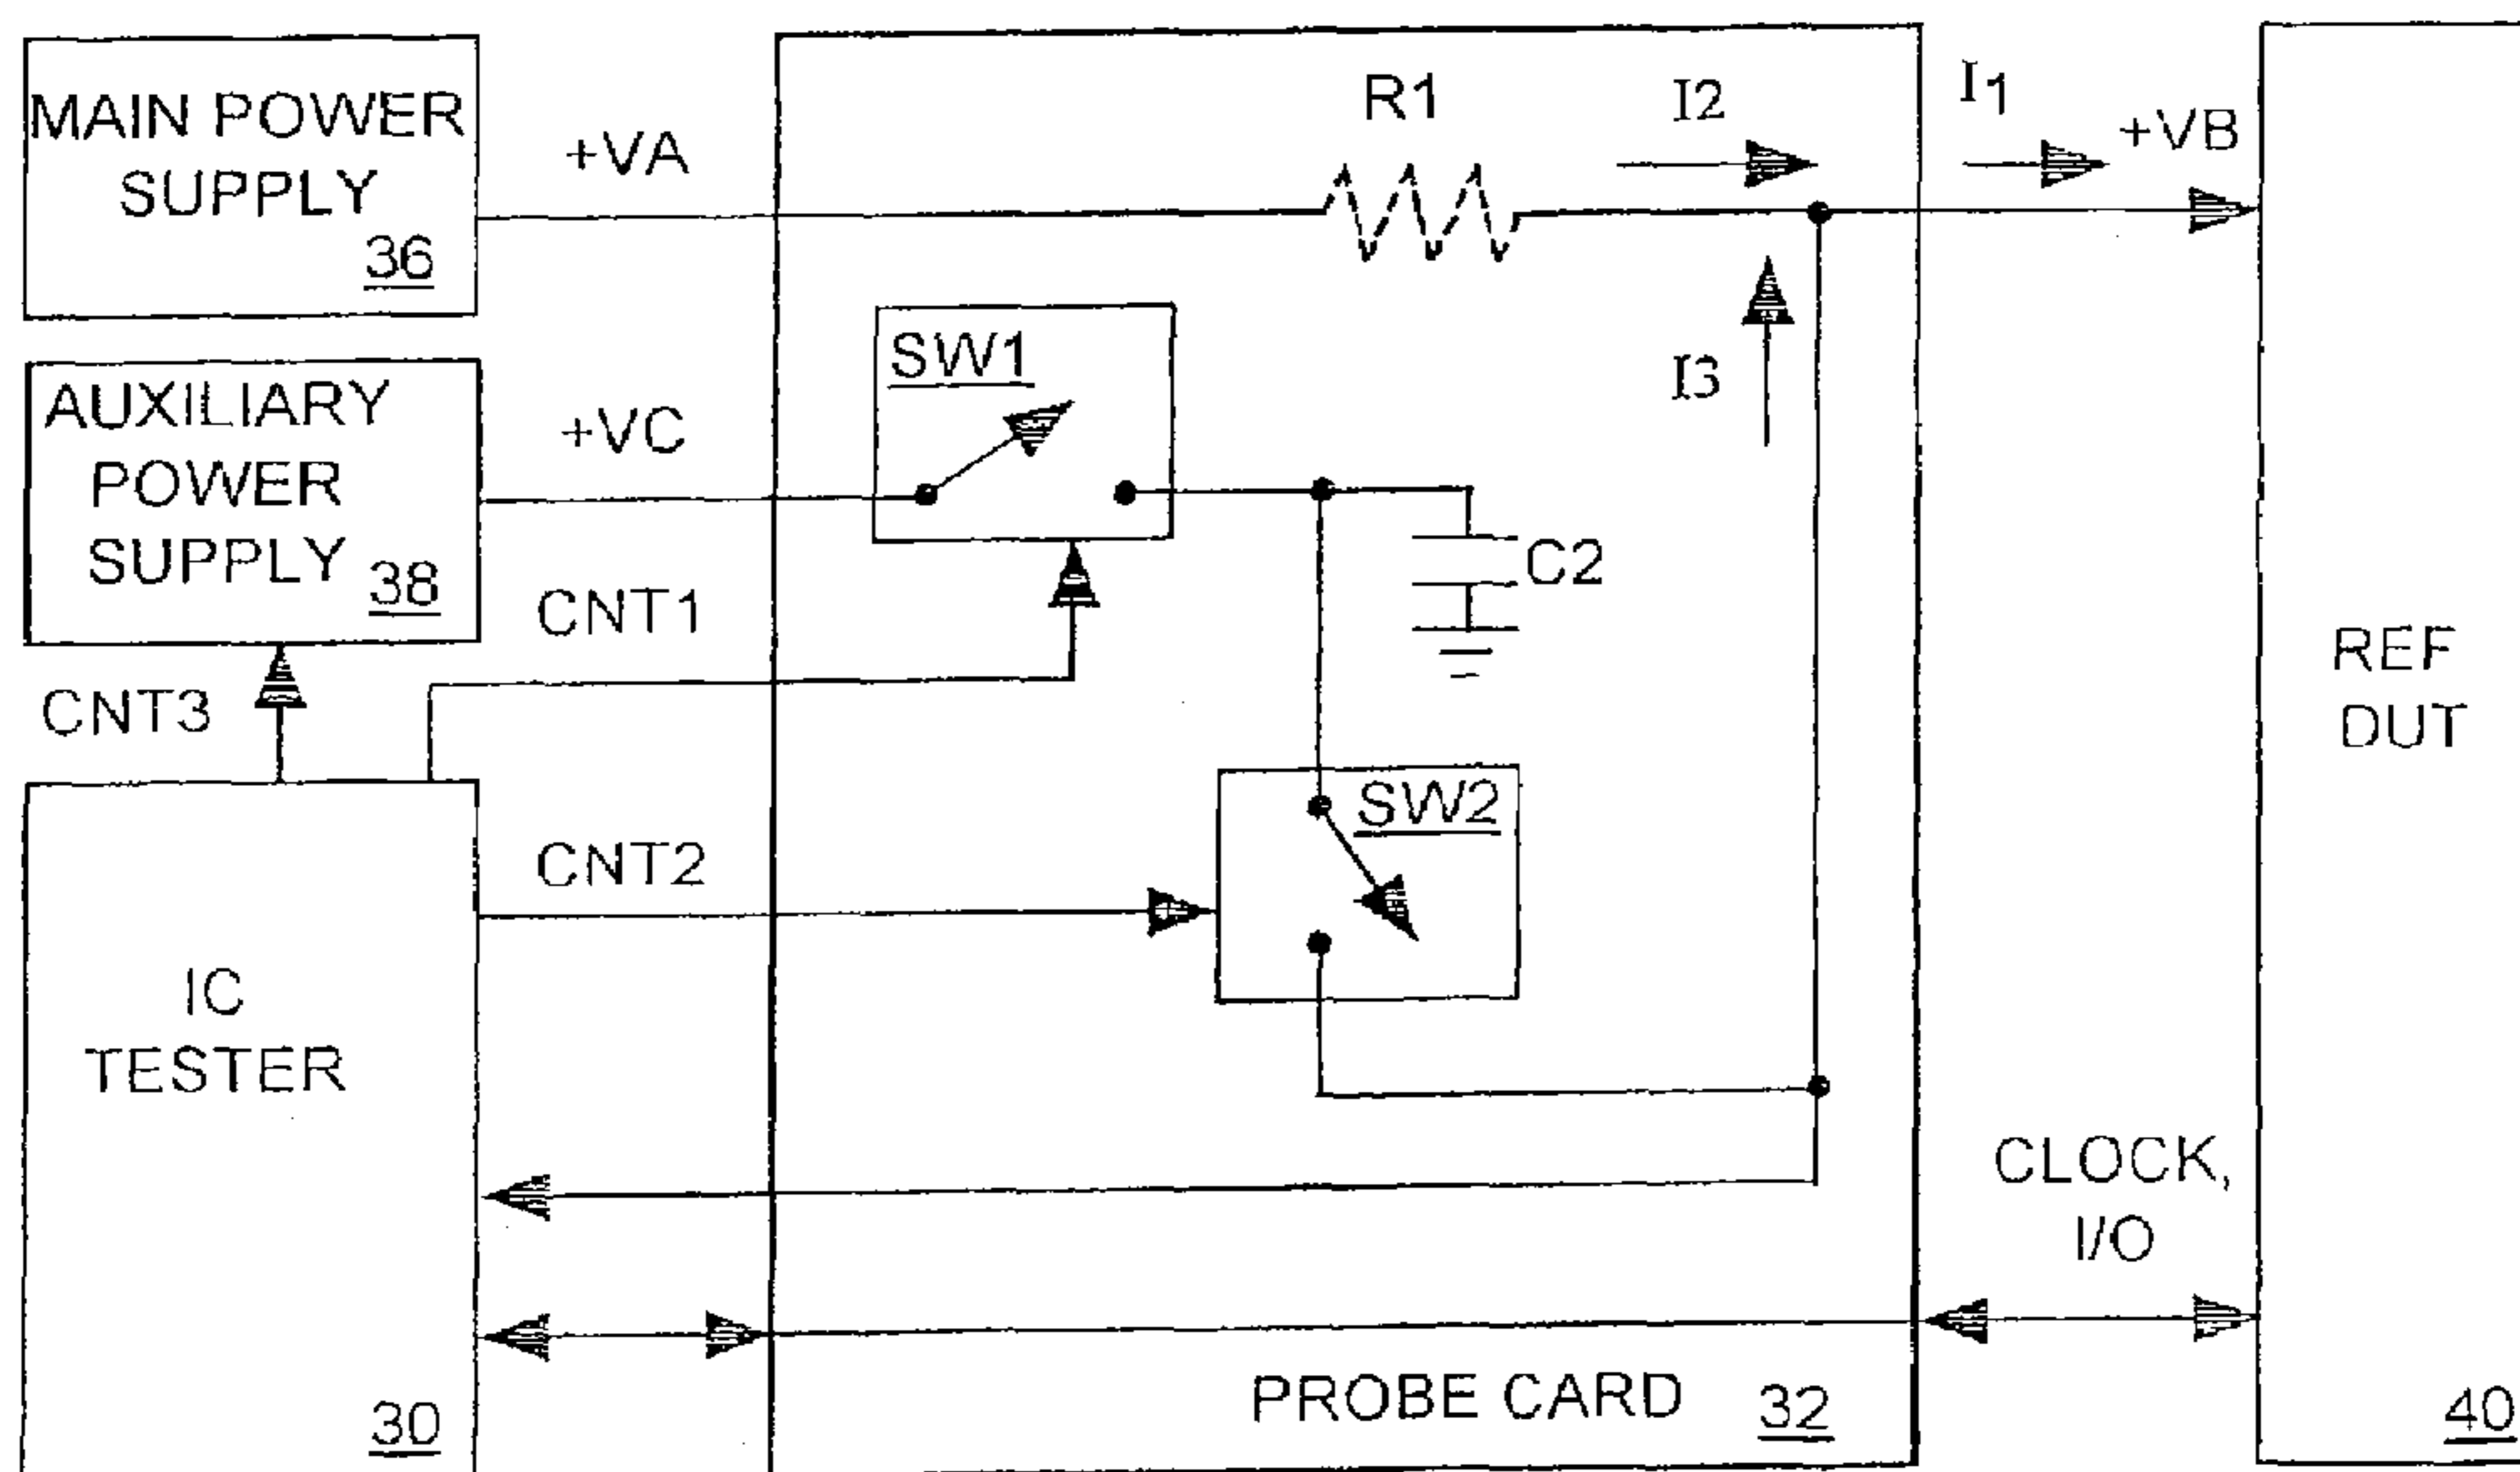 MAIN POWER
SUPPLY
36
+VA
R1
I2
I1
+VB
AUXILIARY
POWER
SUPPLY
38
+VC
SW1
I3
C2
CNT1
CNT3
SW2
CNT2
REF
DUT
IC
TESTER
CLOCK,
I/O
30
PROBE CARD
32
40